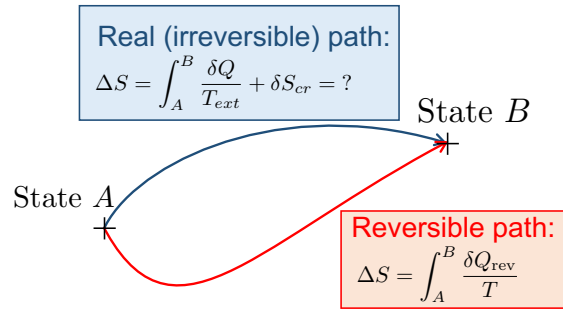 Real (irreversible) path:
ΔS = ∫_A^B δQ/T_ext + δS_cr = ?
State B
State A
Reversible path:
ΔS = ∫_A^B δQ_rev/T